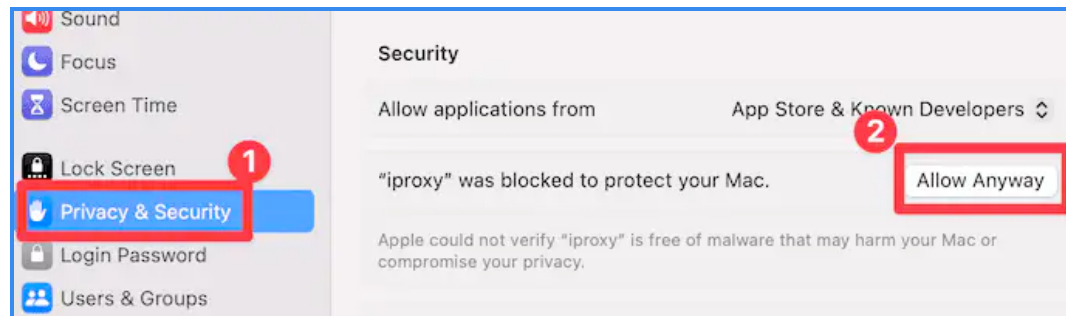 Sound
Focus
Screen Time
Lock Screen
1
Privacy & Security
Login Password
Users & Groups
Security
Allow applications from
App Store & Known Developers
2
“iproxy” was blocked to protect your Mac.
Allow Anyway
Apple could not verify “iproxy” is free of malware that may harm your Mac or
compromise your privacy.